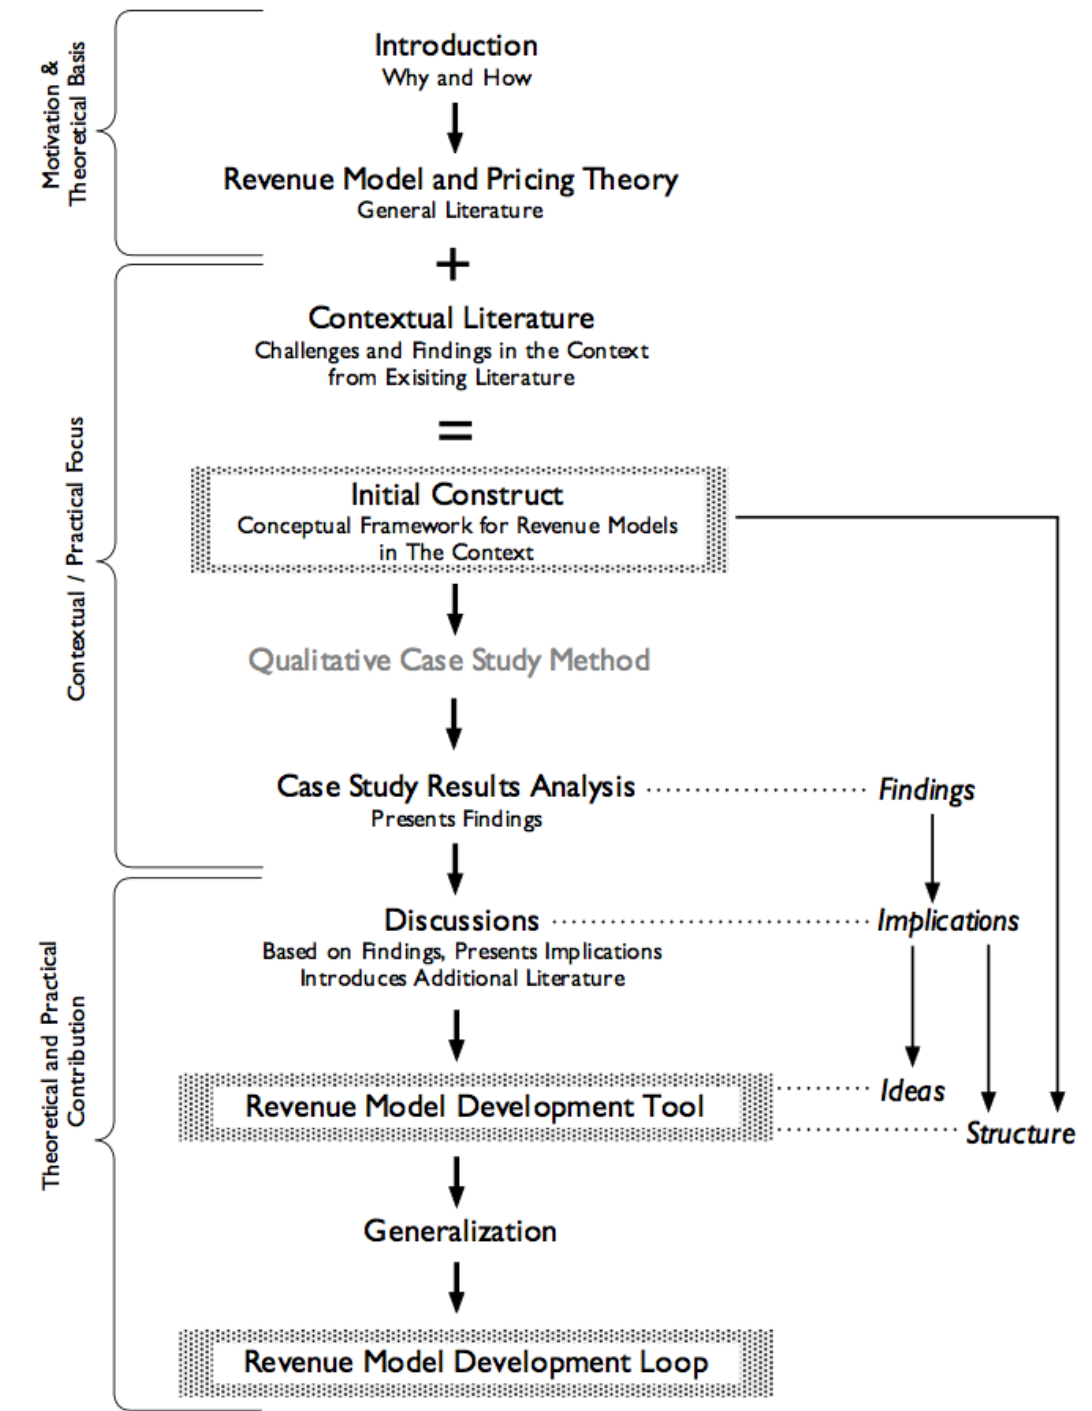 Motivation &
Theoretical Basis
Introduction
Why and How
Revenue Model and Pricing Theory
General Literature
+
Contextual / Practical Focus
Contextual Literature
Challenges and Findings in the Context
from Exisiting Literature
=
Initial Construct
Conceptual Framework for Revenue Models
in The Context
Qualitative Case Study Method
Case Study Results Analysis
Presents Findings
Findings
Theoretical and Practical
Contribution
Discussions
Based on Findings, Presents Implications
Introduces Additional Literature
Implications
Revenue Model Development Tool
Ideas
Structure
Generalization
Revenue Model Development Loop